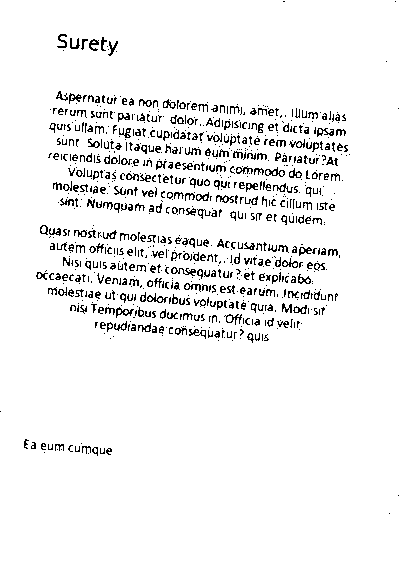 Surety
Aspernatur ea non dolorem animi, amet,. Illum alias
rerum sunt pariatur dolor,. Adipisicing et dicta ipsam
quis ullam. Fugiat cupidatat voluptate rem voluptates
sunt. Soluta itaque harum eum minim. Pariatur? At
reiciendis dolore in praesentium commodo do Lorem.
Voluptas consectetur quo qui repellendus. qui
molestiae. Sunt vel commodi nostrud hic cillum iste
sint. Numquam ad consequat qui sit et quidem.
Quasi nostrud molestias eaque. Accusantium aperiam,
autem officiis elit, vel proident,. Id vitae dolor eos.
Nisi quis autem et consequatur? et explicabo.
occaecati. Veniam, officia omnis est earum. Incididunt
molestiae ut qui doloribus voluptate quia. Modi sit
nisi Temporibus ducimus in. Officia id velit
repudiandae consequatur? quis
Ea eum cumque